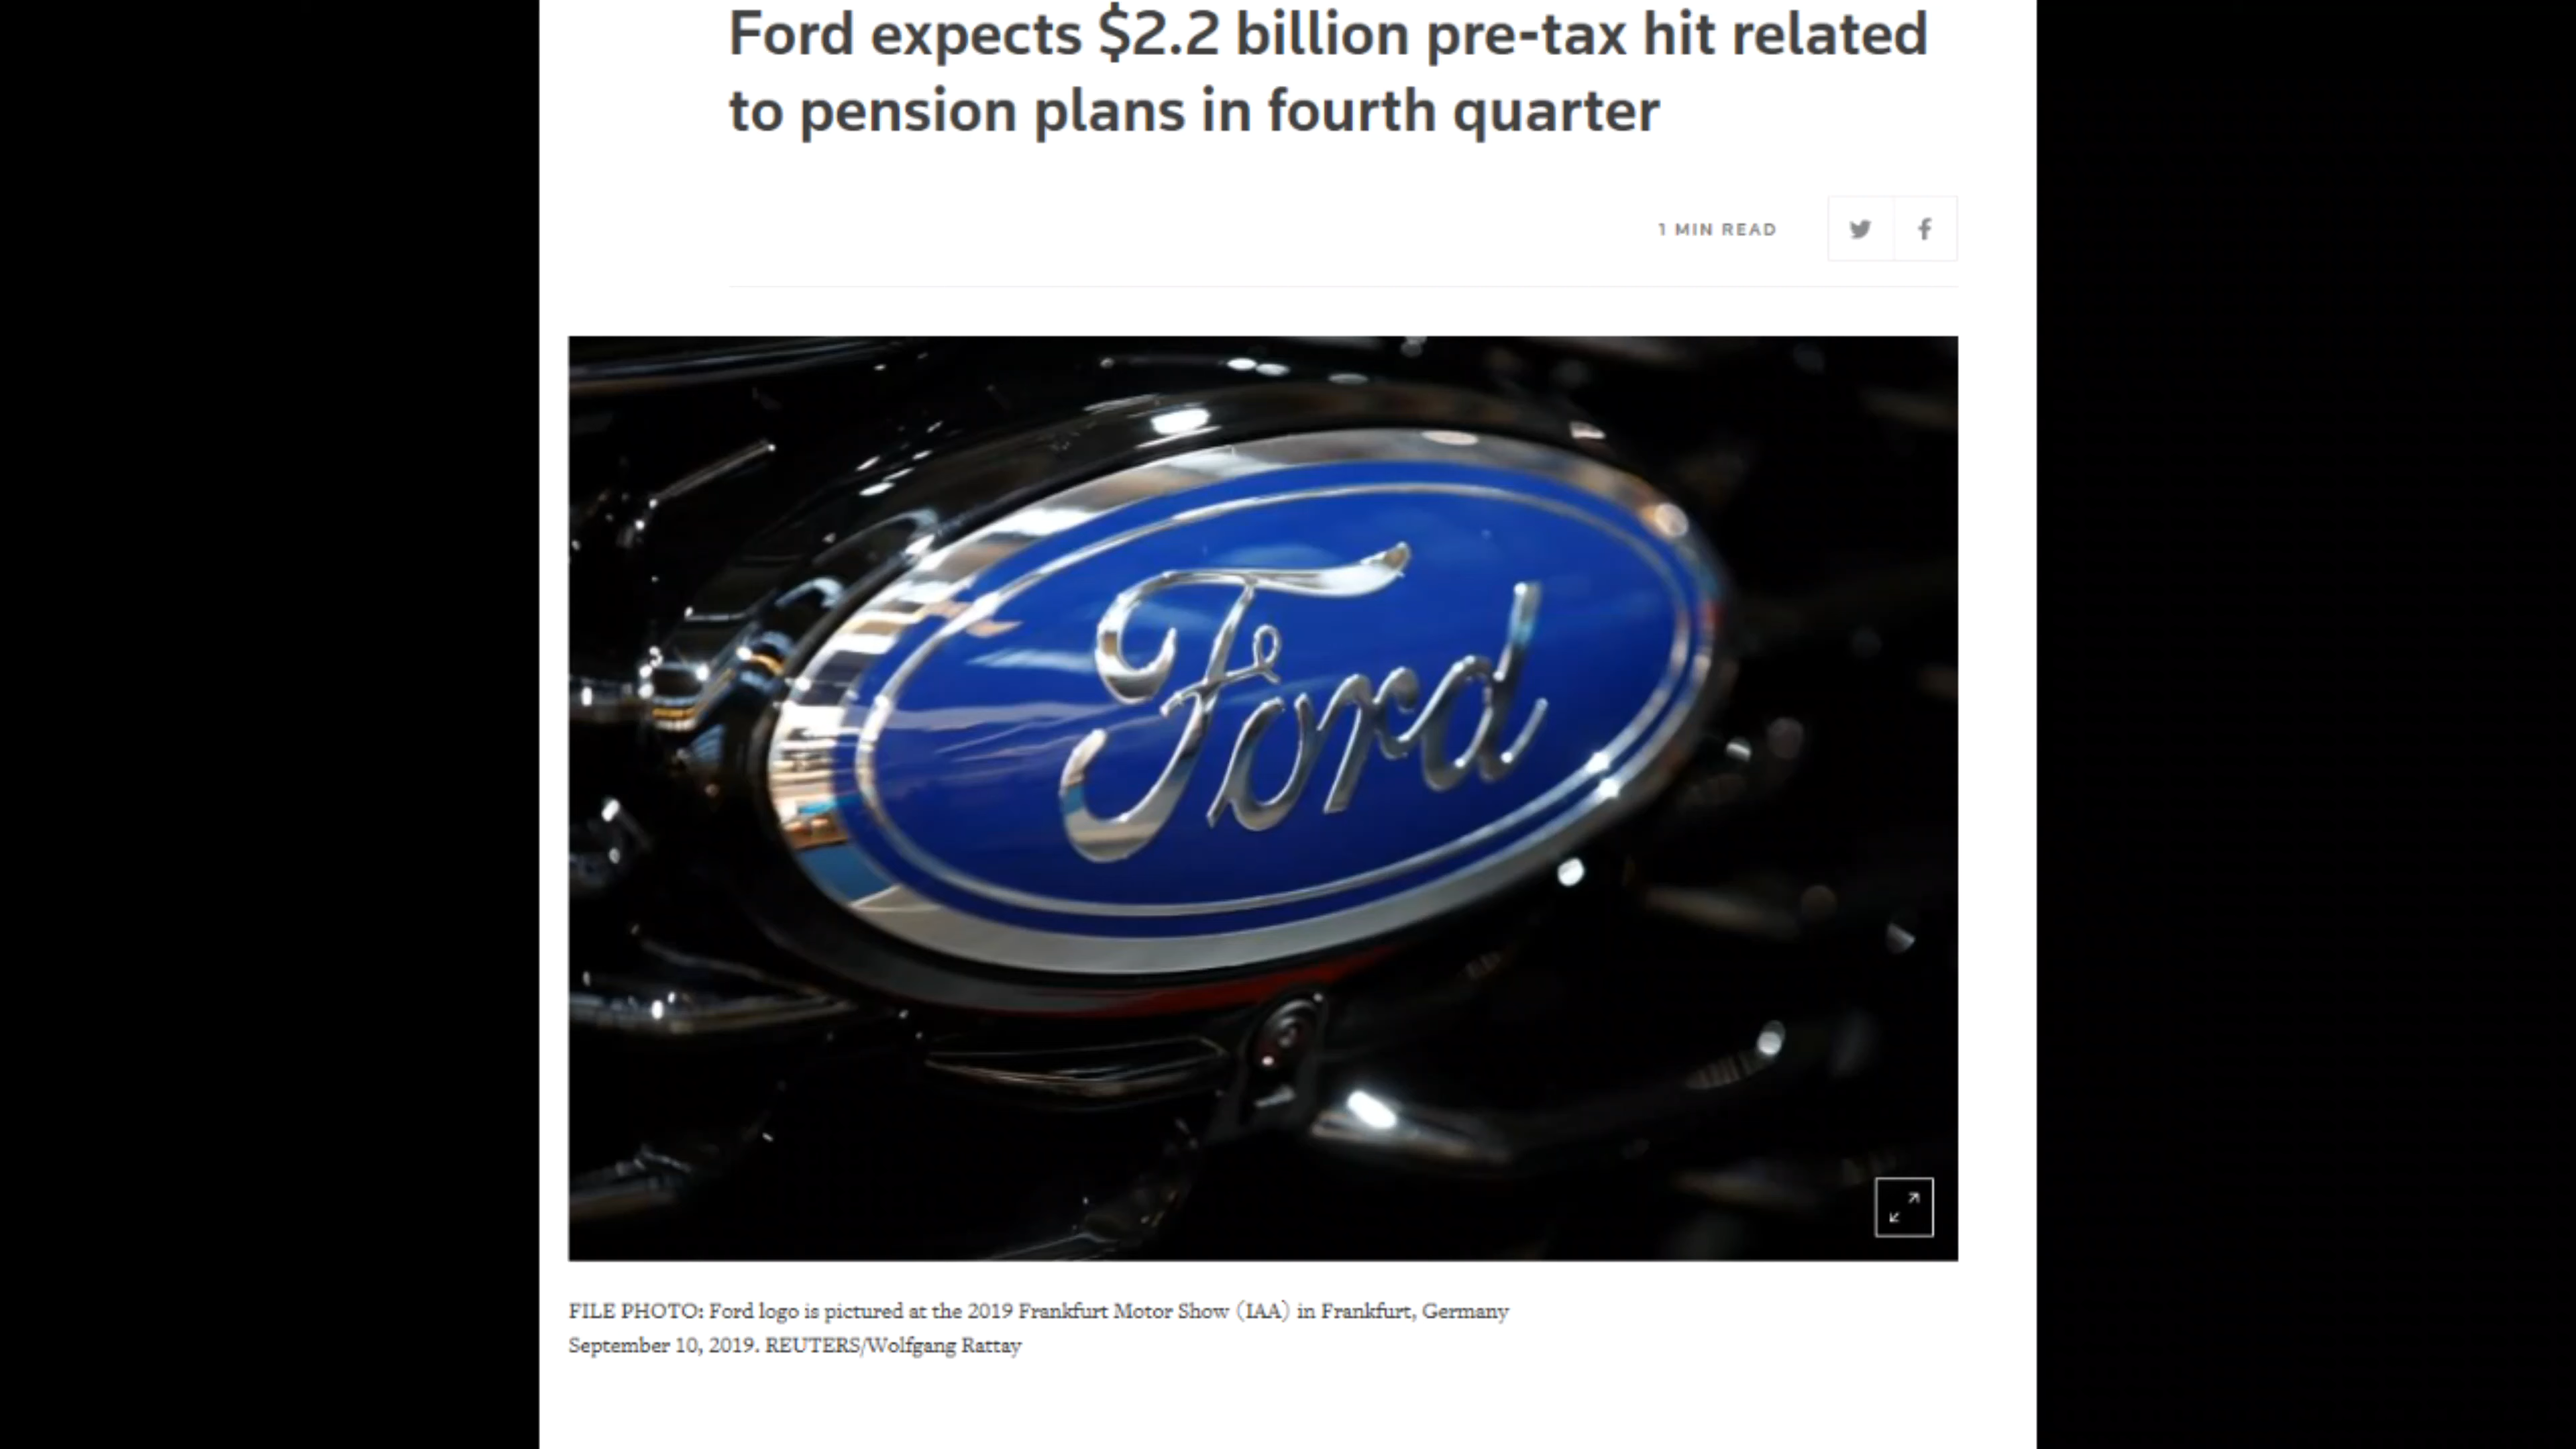 Ford expects $2.2 billion pre-tax hit related
to pension plans in fourth quarter
1 MIN READ
Ford
FILE PHOTO: Ford logo is pictured at the 2019 Frankfurt Motor Show (IAA) in Frankfurt, Germany
September 10, 2019. REUTERS/Wolfgang Rattay